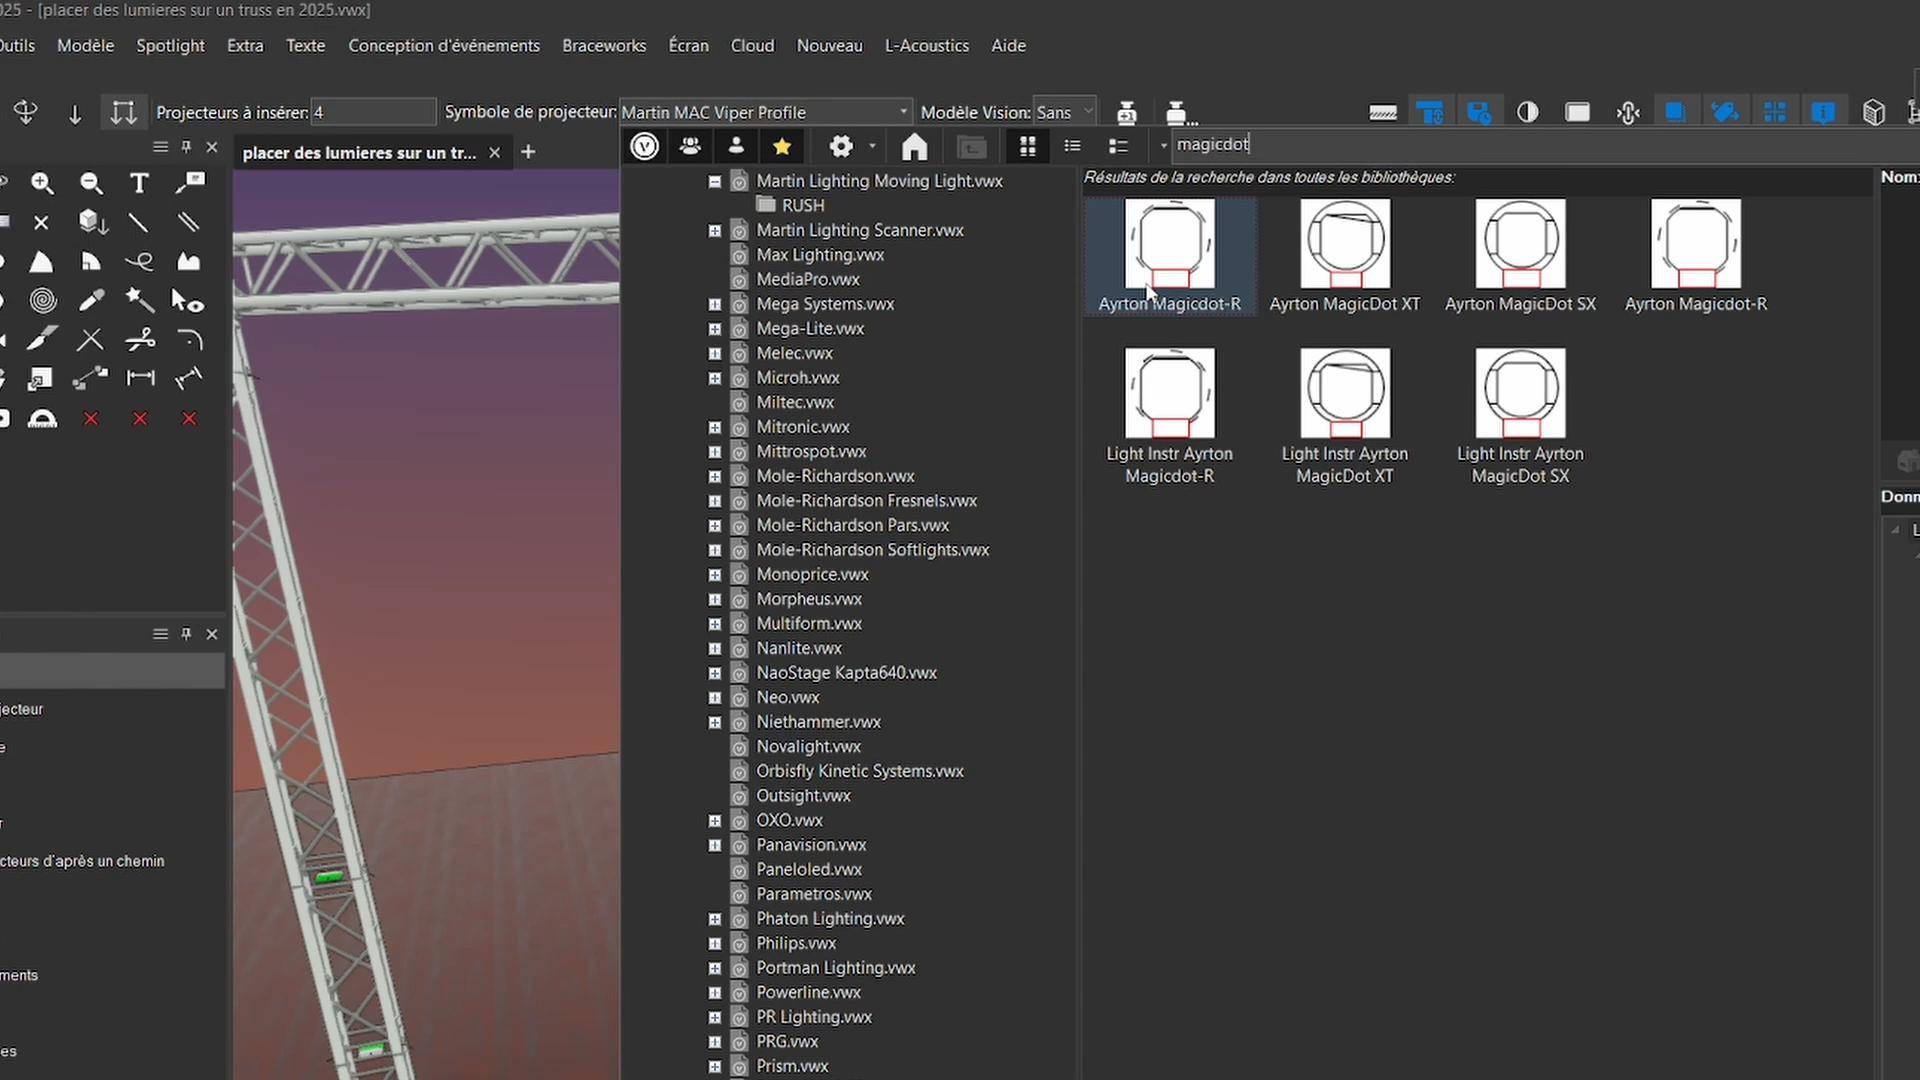 025 - [placer des lumieres sur un truss en 2025.vwx]
Outils Modèle Spotlight Extra Texte Conception d'événements Braceworks Écran Cloud Nouveau L-Acoustics Aide
Projecteurs à insérer: 4 Symbole de projecteur: Martin MAC Viper Profile Modèle Vision: Sans
placer des lumieres sur un tr...
magicdot
Martin Lighting Moving Light.vwx
RUSH
Martin Lighting Scanner.vwx
Max Lighting.vwx
MediaPro.vwx
Mega Systems.vwx
Mega-Lite.vwx
Melec.vwx
Microh.vwx
Miltec.vwx
Mitronic.vwx
Mittrospot.vwx
Mole-Richardson.vwx
Mole-Richardson Fresnels.vwx
Mole-Richardson Pars.vwx
Mole-Richardson Softlights.vwx
Monoprice.vwx
Morpheus.vwx
Multiform.vwx
Nanlite.vwx
NaoStage Kapta640.vwx
Neo.vwx
Niethammer.vwx
Novalight.vwx
Orbisfly Kinetic Systems.vwx
Outsight.vwx
OXO.vwx
Panavision.vwx
Paneloled.vwx
Parametros.vwx
Phaton Lighting.vwx
Philips.vwx
Portman Lighting.vwx
Powerline.vwx
PR Lighting.vwx
PRG.vwx
Prism.vwx
Résultats de la recherche dans toutes les bibliothèques:
Ayrton Magicdot-R
Ayrton MagicDot XT
Ayrton MagicDot SX
Ayrton Magicdot-R
Light Instr Ayrton
Magicdot-R
Light Instr Ayrton
MagicDot XT
Light Instr Ayrton
MagicDot SX
Nom:
Donn
L
jecteur
e
r
cteurs d'après un chemin
ments
es